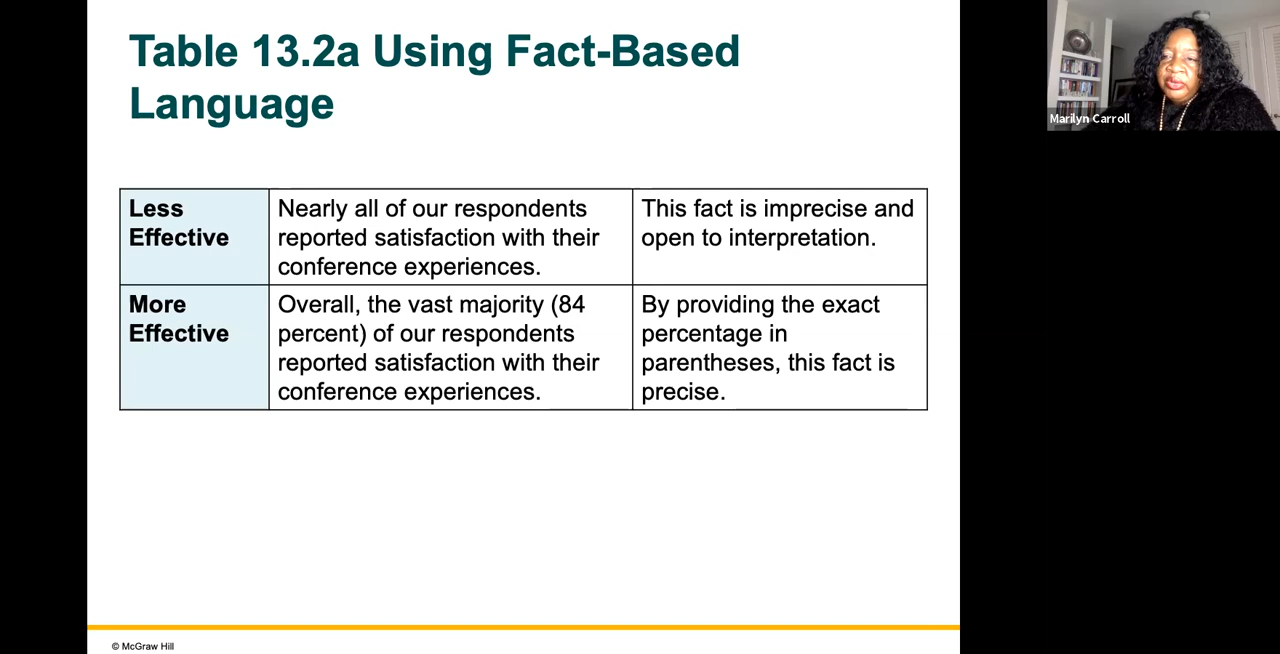 Table 13.2a Using Fact-Based
Language
Marilyn Carroll
Less
Effective
Nearly all of our respondents
reported satisfaction with their
conference experiences.
This fact is imprecise and
open to interpretation.
More
Effective
Overall, the vast majority (84
percent) of our respondents
reported satisfaction with their
conference experiences.
By providing the exact
percentage in
parentheses, this fact is
precise.
© McGraw Hill